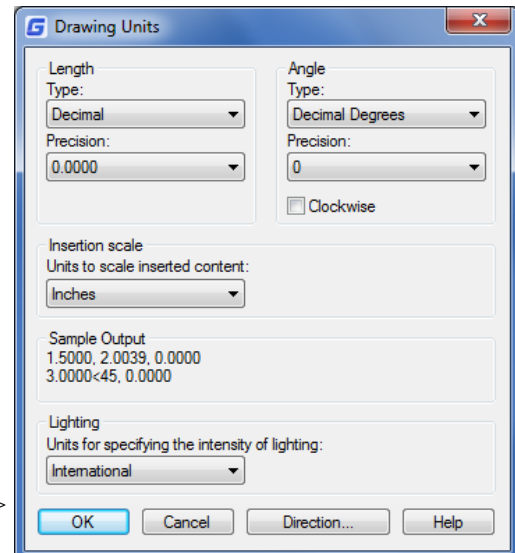 Drawing Units
Length
Type:
Decimal
Precision:
0.0000
Angle
Type:
Decimal Degrees
Precision:
0
Clockwise
Insertion scale
Units to scale inserted content:
Inches
Sample Output
1.5000, 2.0039, 0.0000
3.0000<45, 0.0000
Lighting
Units for specifying the intensity of lighting:
International
>
OK Cancel Direction... Help